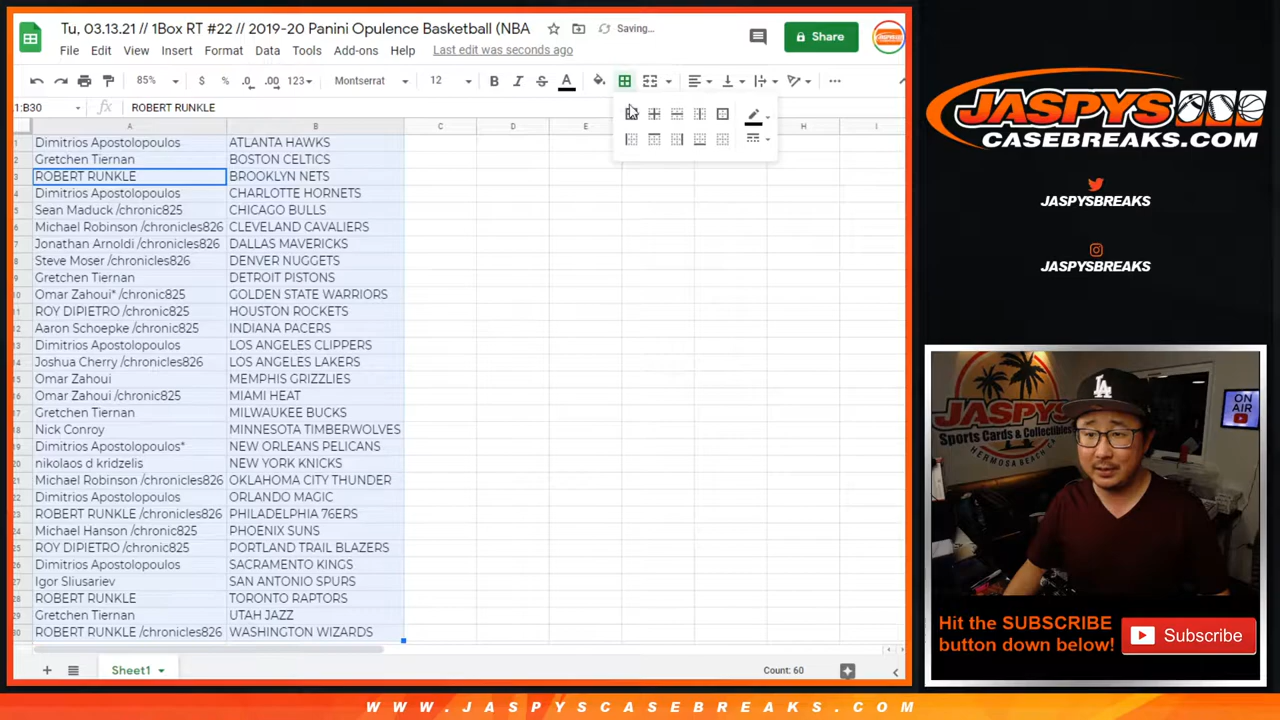 Tu, 03.13.21 // 1Box RT #22 // 2019-20 Panini Opulence Basketball (NBA
Saving...
Share
File Edit View Insert Format Data Tools Add-ons Help Last edit was seconds ago
85% $ % .0 .00 123 Montserrat 12 B I S A
1:B30 fx ROBERT RUNKLE
A B C D E H I
1 Dimitrios Apostolopoulos ATLANTA HAWKS
2 Gretchen Tiernan BOSTON CELTICS
3 ROBERT RUNKLE BROOKLYN NETS
4 Dimitrios Apostolopoulos CHARLOTTE HORNETS
5 Sean Maduck /chronic825 CHICAGO BULLS
6 Michael Robinson /chronicles826 CLEVELAND CAVALIERS
7 Jonathan Arnoldi /chronicles826 DALLAS MAVERICKS
8 Steve Moser /chronicles826 DENVER NUGGETS
9 Gretchen Tiernan DETROIT PISTONS
10 Omar Zahoui* /chronic825 GOLDEN STATE WARRIORS
11 ROY DIPIETRO /chronic825 HOUSTON ROCKETS
12 Aaron Schoepke /chronic825 INDIANA PACERS
13 Dimitrios Apostolopoulos LOS ANGELES CLIPPERS
14 Joshua Cherry /chronicles826 LOS ANGELES LAKERS
15 Omar Zahoui MEMPHIS GRIZZLIES
16 Omar Zahoui /chronic825 MIAMI HEAT
17 Gretchen Tiernan MILWAUKEE BUCKS
18 Nick Conroy MINNESOTA TIMBERWOLVES
19 Dimitrios Apostolopoulos* NEW ORLEANS PELICANS
20 nikolaos d kridzelis NEW YORK KNICKS
21 Michael Robinson /chronicles826 OKLAHOMA CITY THUNDER
22 Dimitrios Apostolopoulos ORLANDO MAGIC
23 ROBERT RUNKLE /chronicles826 PHILADELPHIA 76ERS
24 Michael Hanson /chronic825 PHOENIX SUNS
25 ROY DIPIETRO /chronic825 PORTLAND TRAIL BLAZERS
26 Dimitrios Apostolopoulos SACRAMENTO KINGS
27 Igor Sliusariev SAN ANTONIO SPURS
28 ROBERT RUNKLE TORONTO RAPTORS
29 Gretchen Tiernan UTAH JAZZ
30 ROBERT RUNKLE /chronicles826 WASHINGTON WIZARDS
Sheet1 Count: 60
JASPYS
CASEBREAKS.COM
JASPYSBREAKS
JASPYSBREAKS
JASPYS
Sports Cards & Collectibles
HERMOSA BEACH, CA
LA
ON
AIR
Hit the SUBSCRIBE
button down below!
Subscribe
WWW.JASPYSCASEBREAKS.COM